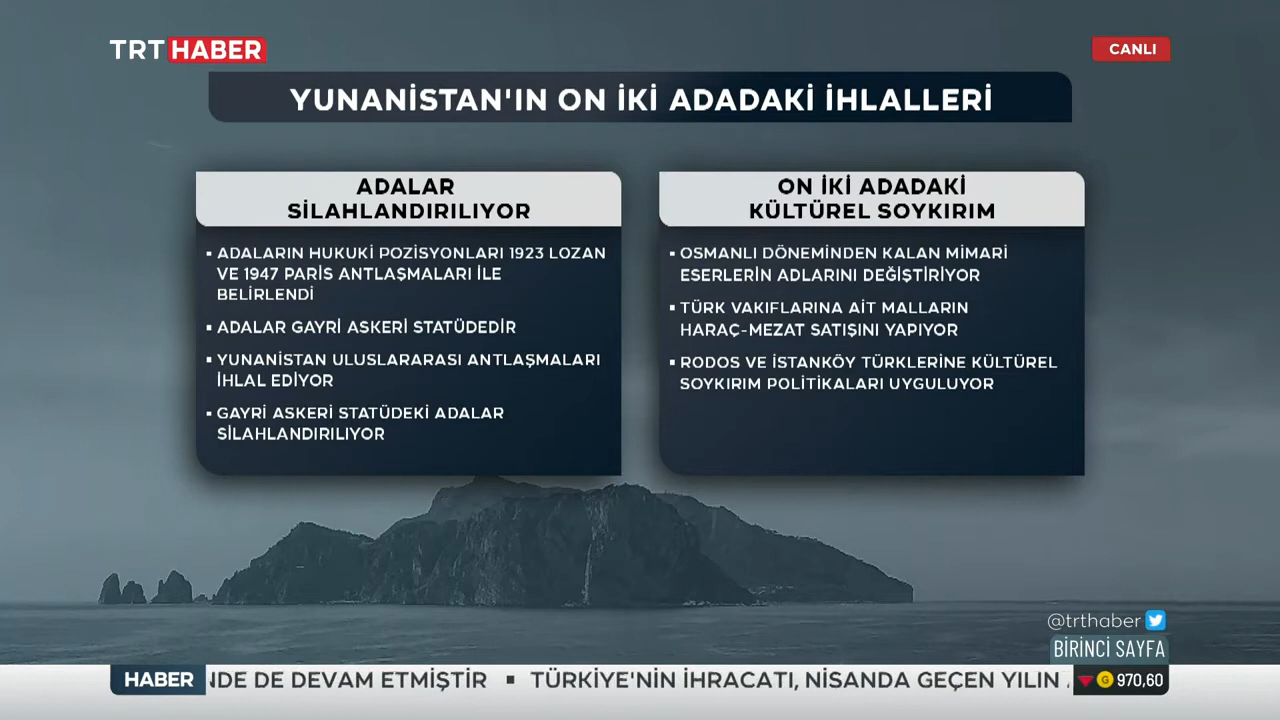 TRT HABER
CANLI
YUNANİSTAN'IN ON İKİ ADADAKİ İHLALLERİ
ADALAR
SİLAHLANDIRILIYOR
▪ ADALARIN HUKUKİ POZİSYONLARI 1923 LOZAN
VE 1947 PARİS ANTLAŞMALARI İLE
BELİRLENDİ
▪ ADALAR GAYRİ ASKERİ STATÜDEDİR
▪ YUNANİSTAN ULUSLARARASI ANTLAŞMALARI
İHLAL EDİYOR
▪ GAYRİ ASKERİ STATÜDEKİ ADALAR
SİLAHLANDIRILIYOR
ON İKİ ADADAKİ
KÜLTÜREL SOYKIRIM
▪ OSMANLI DÖNEMİNDEN KALAN MİMARİ
ESERLERİN ADLARINI DEĞİŞTİRİYOR
▪ TÜRK VAKIFLARINA AİT MALLARIN
HARAÇ-MEZAT SATIŞINI YAPIYOR
▪ RODOS VE İSTANKÖY TÜRKLERİNE KÜLTÜREL
SOYKIRIM POLİTİKALARI UYGULUYOR
@trthaber
BİRİNCİ SAYFA
HABER NDE DE DEVAM ETMİŞTİR ▪ TÜRKİYE'NİN İHRACATI, NİSANDA GEÇEN YILIN G 970,60